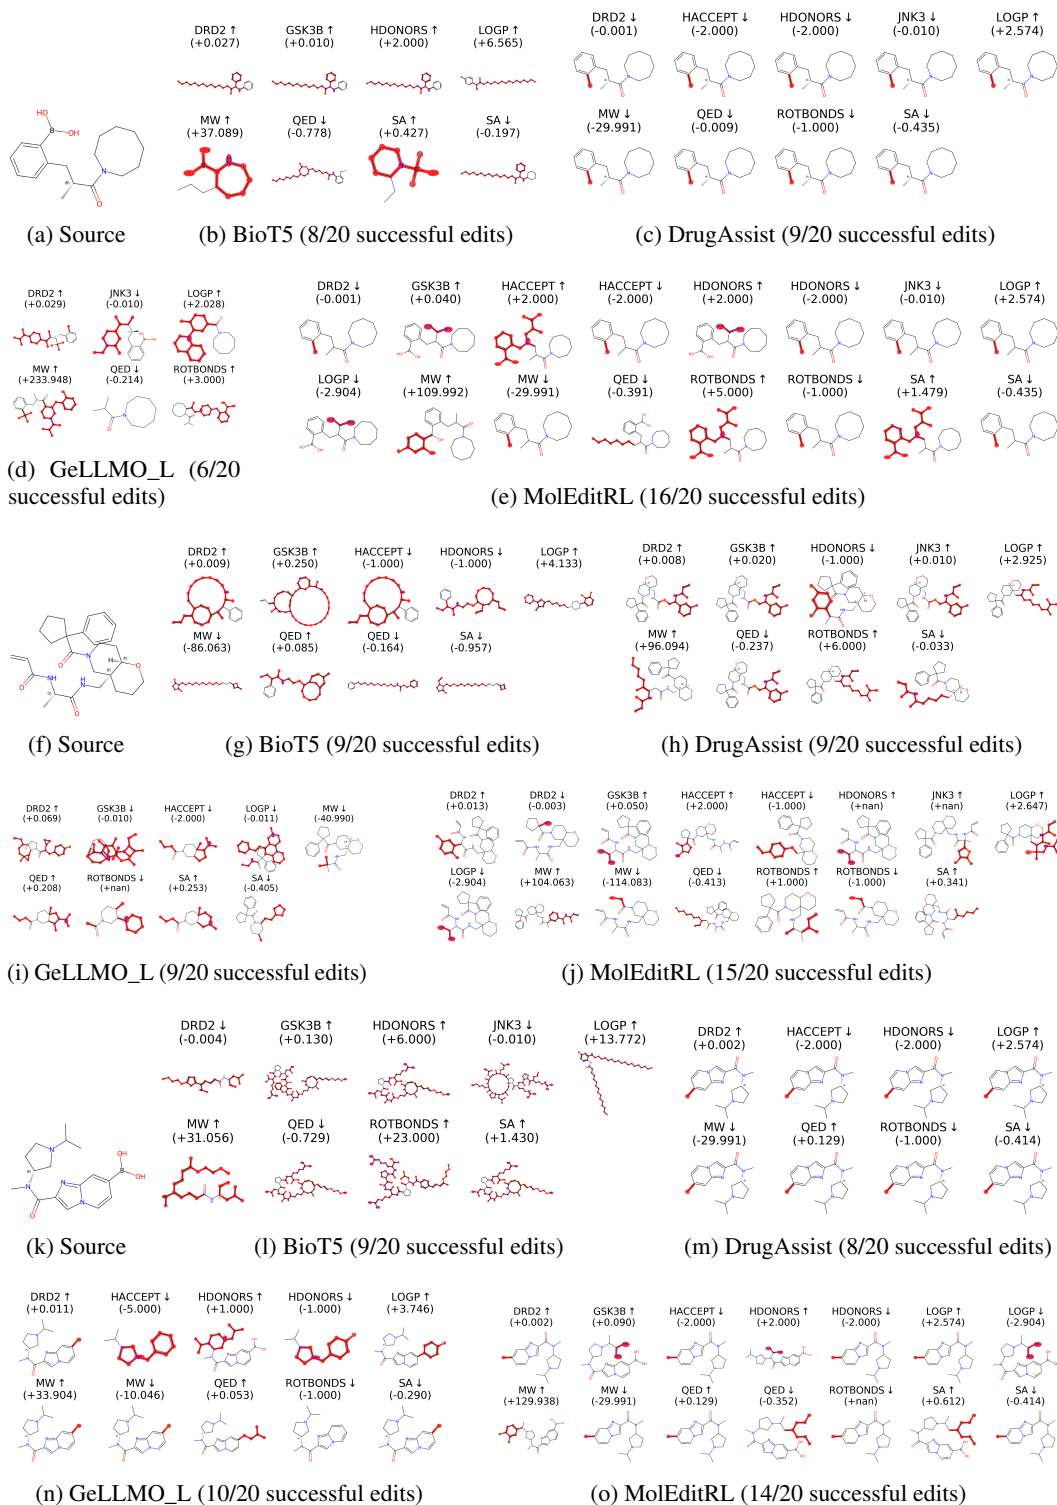 DRD2 ↑ GSK3B ↑ HDONORS ↑ LOGP ↑
(+0.027) (+0.010) (+2.000) (+6.565)
MW ↑ QED ↓ SA ↑ SA ↓
(+37.089) (-0.778) (+0.427) (-0.197)
DRD2 ↓ HACCEPT ↓ HDONORS ↓ JNK3 ↓ LOGP ↑
(-0.001) (-2.000) (-2.000) (-0.010) (+2.574)
MW ↓ QED ↓ ROTBONDS ↓ SA ↓
(-29.991) (-0.009) (-1.000) (-0.435)
(a) Source
(b) BioT5 (8/20 successful edits)
(c) DrugAssist (9/20 successful edits)
DRD2 ↑ JNK3 ↓ LOGP ↑
(+0.029) (-0.010) (+2.028)
MW ↑ QED ↓ ROTBONDS ↑
(+233.948) (-0.214) (+3.000)
(d) GeLLMO_L (6/20
successful edits)
DRD2 ↓ GSK3B ↑ HACCEPT ↑ HACCEPT ↓ HDONORS ↑ HDONORS ↓ JNK3 ↓ LOGP ↑
(-0.001) (+0.040) (+2.000) (-2.000) (+2.000) (-2.000) (-0.010) (+2.574)
LOGP ↓ MW ↑ MW ↓ QED ↓ ROTBONDS ↑ ROTBONDS ↓ SA ↑ SA ↓
(-2.904) (+109.992) (-29.991) (-0.391) (+5.000) (-1.000) (+1.479) (-0.435)
(e) MolEditRL (16/20 successful edits)
DRD2 ↑ GSK3B ↑ HACCEPT ↓ HDONORS ↓ LOGP ↑
(+0.009) (+0.250) (-1.000) (-1.000) (+4.133)
MW ↓ QED ↑ QED ↓ SA ↓
(-86.063) (+0.085) (-0.164) (-0.957)
DRD2 ↑ GSK3B ↑ HDONORS ↓ JNK3 ↑ LOGP ↑
(+0.008) (+0.020) (-1.000) (+0.010) (+2.925)
MW ↑ QED ↓ ROTBONDS ↑ SA ↓
(+96.094) (-0.237) (+6.000) (-0.033)
(f) Source
(g) BioT5 (9/20 successful edits)
(h) DrugAssist (9/20 successful edits)
DRD2 ↑ GSK3B ↓ HACCEPT ↓ LOGP ↓ MW ↓
(+0.069) (-0.010) (-2.000) (-0.011) (-40.990)
QED ↑ ROTBONDS ↓ SA ↑ SA ↓
(+0.208) (+nan) (+0.253) (-0.405)
(i) GeLLMO_L (9/20 successful edits)
DRD2 ↑ DRD2 ↓ GSK3B ↑ HACCEPT ↑ HACCEPT ↓ HDONORS ↑ JNK3 ↑ LOGP ↑
(+0.013) (-0.003) (+0.050) (+2.000) (-1.000) (+nan) (+nan) (+2.647)
LOGP ↓ MW ↑ MW ↓ QED ↓ ROTBONDS ↑ ROTBONDS ↓ SA ↑
(-2.904) (+104.063) (-114.083) (-0.413) (+1.000) (-1.000) (+0.341)
(j) MolEditRL (15/20 successful edits)
DRD2 ↓ GSK3B ↑ HDONORS ↑ JNK3 ↓ LOGP ↑
(-0.004) (+0.130) (+6.000) (-0.010) (+13.772)
MW ↑ QED ↓ ROTBONDS ↑ SA ↑
(+31.056) (-0.729) (+23.000) (+1.430)
DRD2 ↑ HACCEPT ↓ HDONORS ↓ LOGP ↑
(+0.002) (-2.000) (-2.000) (+2.574)
MW ↓ QED ↑ ROTBONDS ↓ SA ↓
(-29.991) (+0.129) (-1.000) (-0.414)
(k) Source
(l) BioT5 (9/20 successful edits)
(m) DrugAssist (8/20 successful edits)
DRD2 ↑ HACCEPT ↓ HDONORS ↑ HDONORS ↓ LOGP ↑
(+0.011) (-5.000) (+1.000) (-1.000) (+3.746)
MW ↑ MW ↓ QED ↑ ROTBONDS ↓ SA ↓
(+33.904) (-10.046) (+0.053) (-1.000) (-0.290)
(n) GeLLMO_L (10/20 successful edits)
DRD2 ↑ GSK3B ↑ HACCEPT ↓ HDONORS ↑ HDONORS ↓ LOGP ↑ LOGP ↓
(+0.002) (+0.090) (-2.000) (+2.000) (-2.000) (+2.574) (-2.904)
MW ↑ MW ↓ QED ↑ QED ↓ ROTBONDS ↓ SA ↑ SA ↓
(+129.938) (-29.991) (+0.129) (-0.352) (+nan) (+0.612) (-0.414)
(o) MolEditRL (14/20 successful edits)